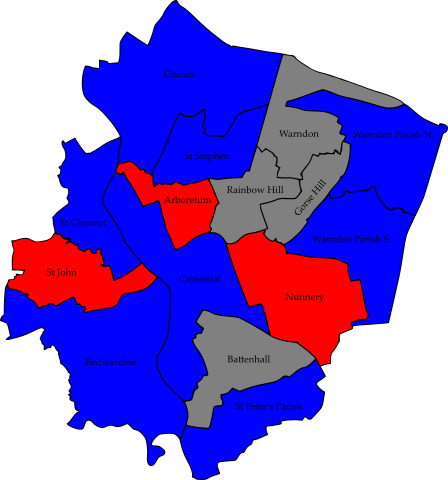 Claines
Warndon
Warndon Parish N
St Stephen
Rainbow Hill
Gorse Hill
Arboretum
St Clement
Warndon Parish S
St John
Cathedral
Nunnery
Battenhall
Bedwardine
St Peter's Parish